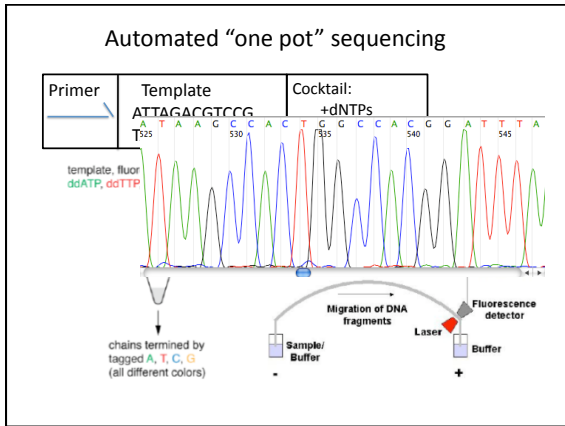 Automated “one pot” sequencing
Primer
Template
Cocktail:
ATTAGACGTCCG
+dNTPs
T
A T A A G C C A C T G G C C A C G G A T T T A
525 530 535 540 545
template, fluor
ddATP, ddTTP
Migration of DNA
fragments
Fluorescence
detector
Laser
chains termined by
tagged A, T, C, G
(all different colors)
Sample/
Buffer
Buffer
- +